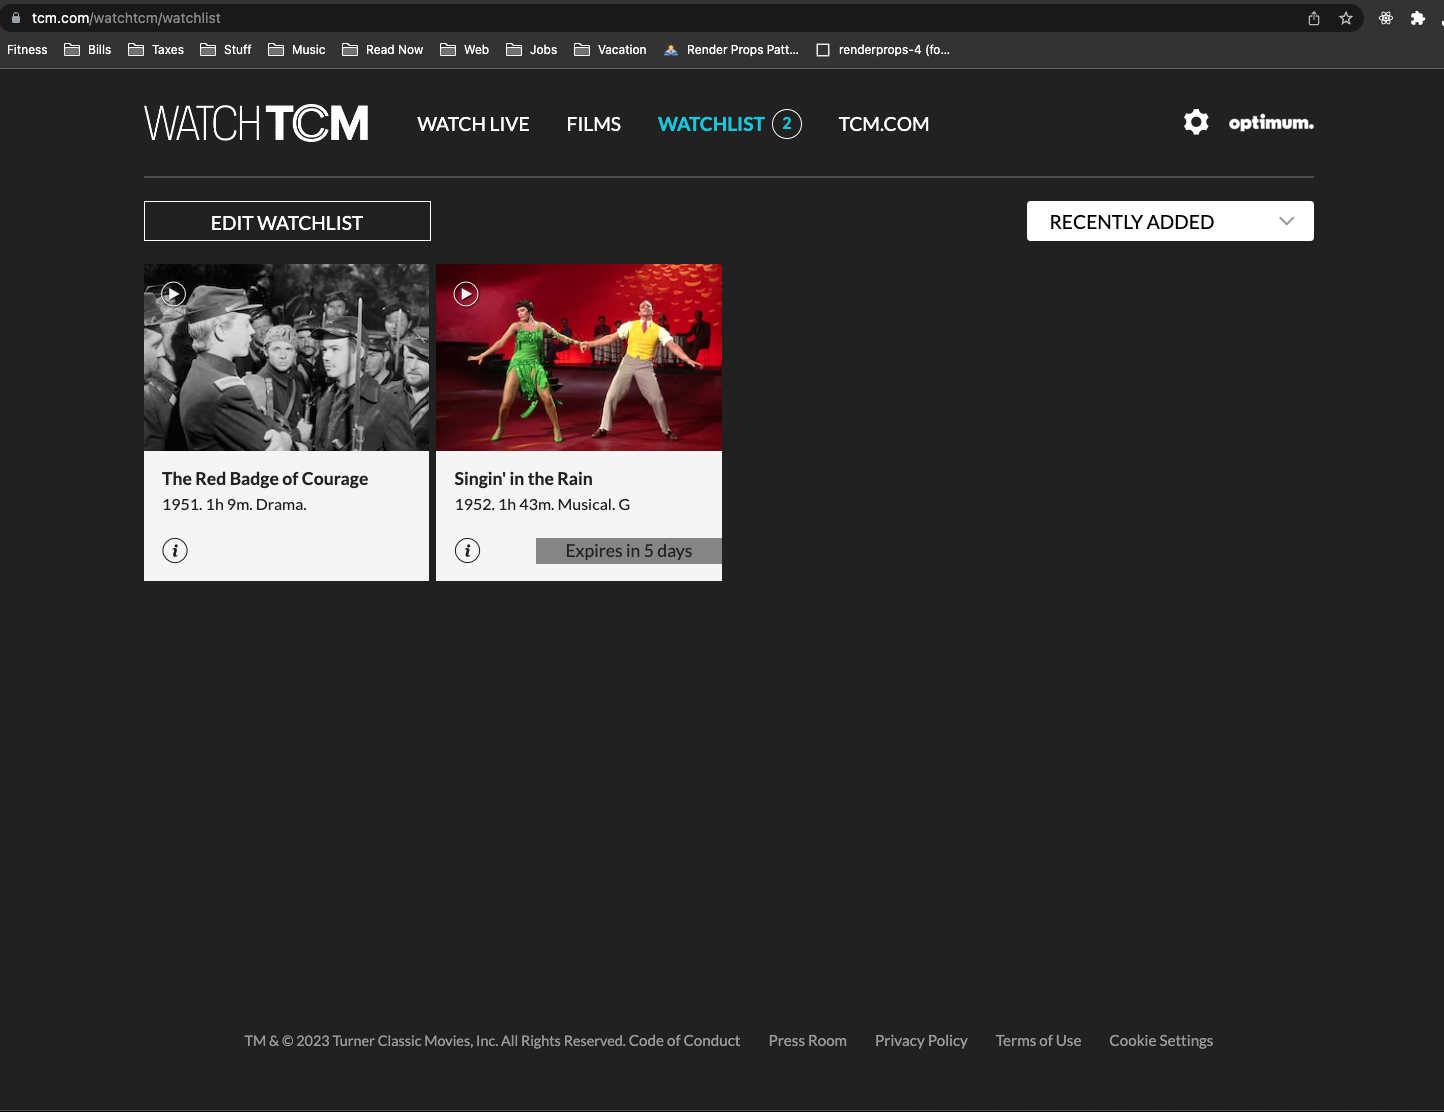 tcm.com/watchtcm/watchlist
Fitness Bills Taxes Stuff Music Read Now Web Jobs Vacation Render Props Patt... renderprops-4 (fo...
WATCH TCM WATCH LIVE FILMS WATCHLIST 2 TCM.COM optimum.
EDIT WATCHLIST RECENTLY ADDED
The Red Badge of Courage
1951. 1h 9m. Drama.
i
Singin' in the Rain
1952. 1h 43m. Musical. G
i Expires in 5 days
TM & © 2023 Turner Classic Movies, Inc. All Rights Reserved. Code of Conduct Press Room Privacy Policy Terms of Use Cookie Settings